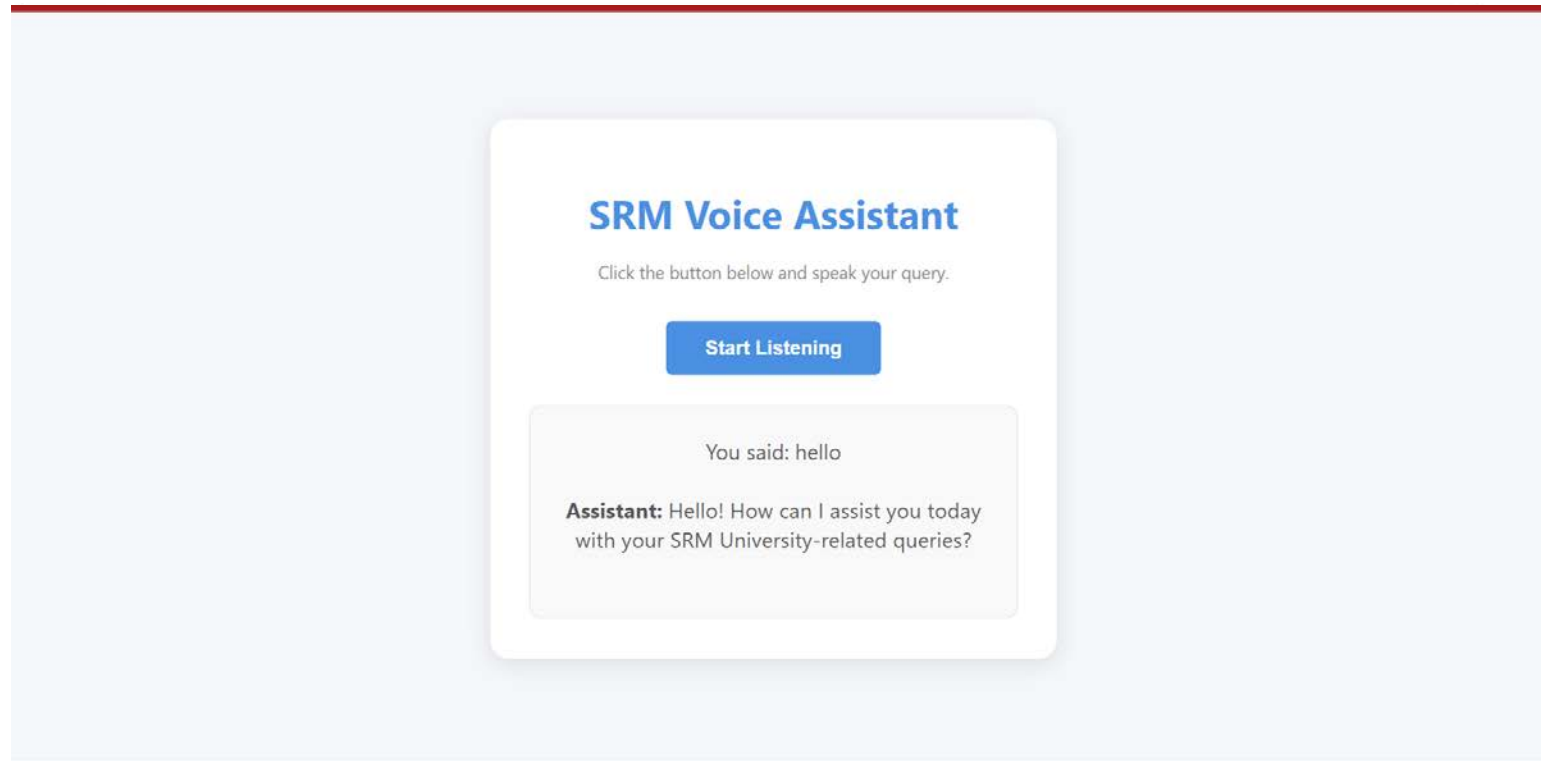 SRM Voice Assistant
Click the button below and speak your query.
Start Listening
You said: hello
Assistant: Hello! How can I assist you today
with your SRM University-related queries?